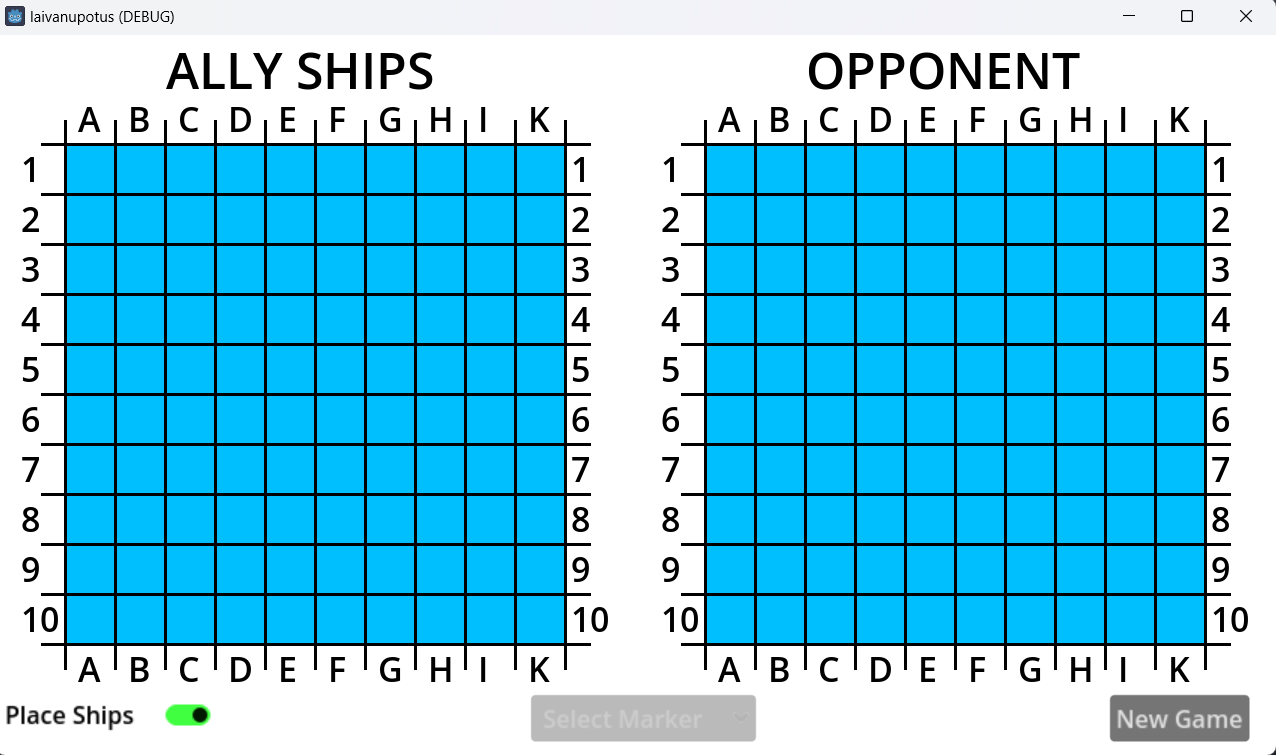 laivanupotus (DEBUG)
ALLY SHIPS OPPONENT
A B C D E F G H I K A B C D E F G H I K
1 1 1 1
2 2 2 2
3 3 3 3
4 4 4 4
5 5 5 5
6 6 6 6
7 7 7 7
8 8 8 8
9 9 9 9
10 10 10 10
A B C D E F G H I K A B C D E F G H I K
Place Ships Select Marker New Game